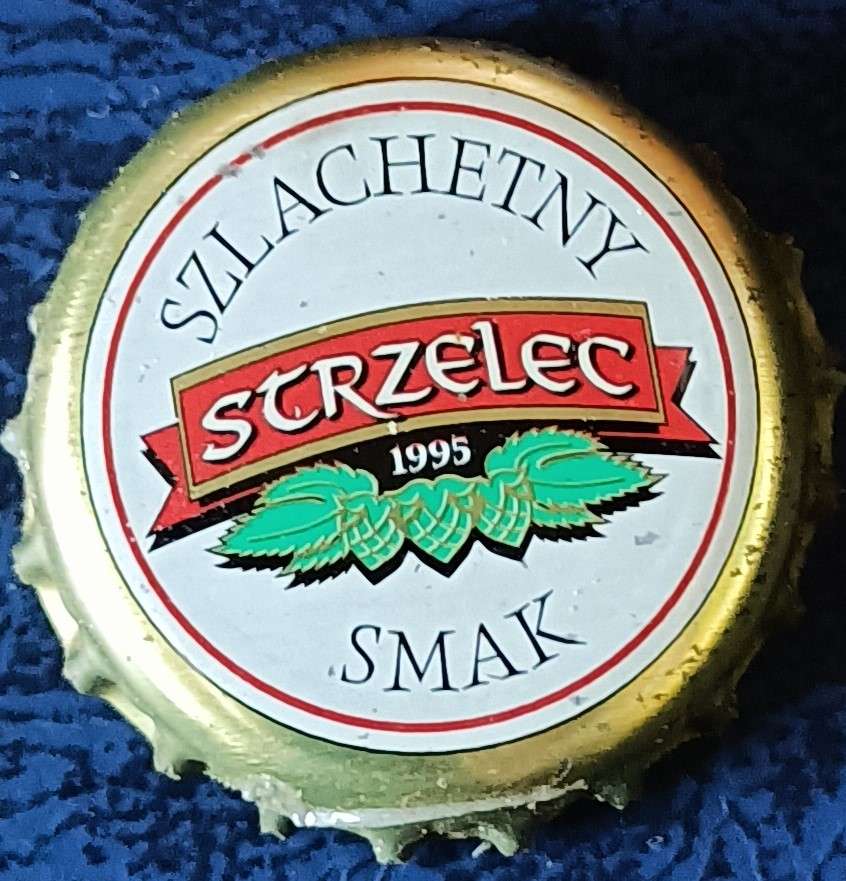 SZLACHETNY
STRZELEC
1995
SMAK